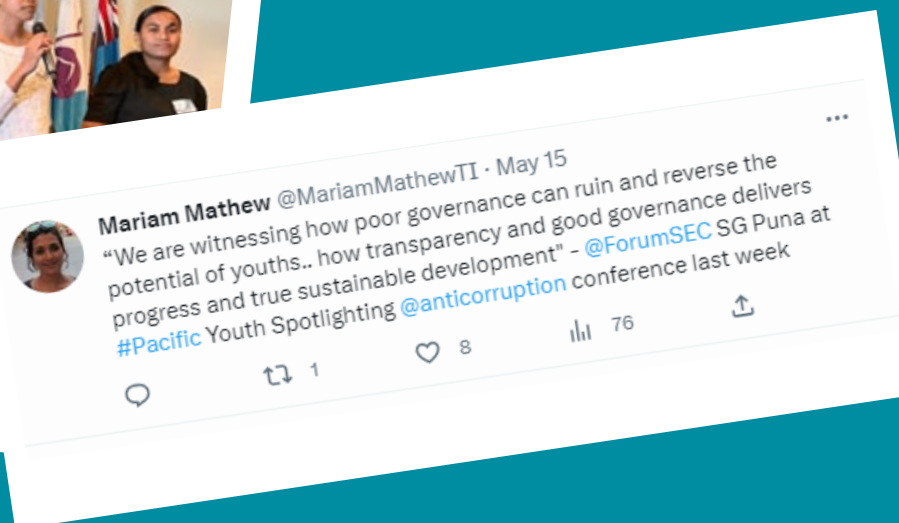 Mariam Mathew @MariamMathewTI · May 15
“We are witnessing how poor governance can ruin and reverse the
potential of youths.. how transparency and good governance delivers
progress and true sustainable development" - @ForumSEC SG Puna at
#Pacific Youth Spotlighting @anticorruption conference last week
1 8 76